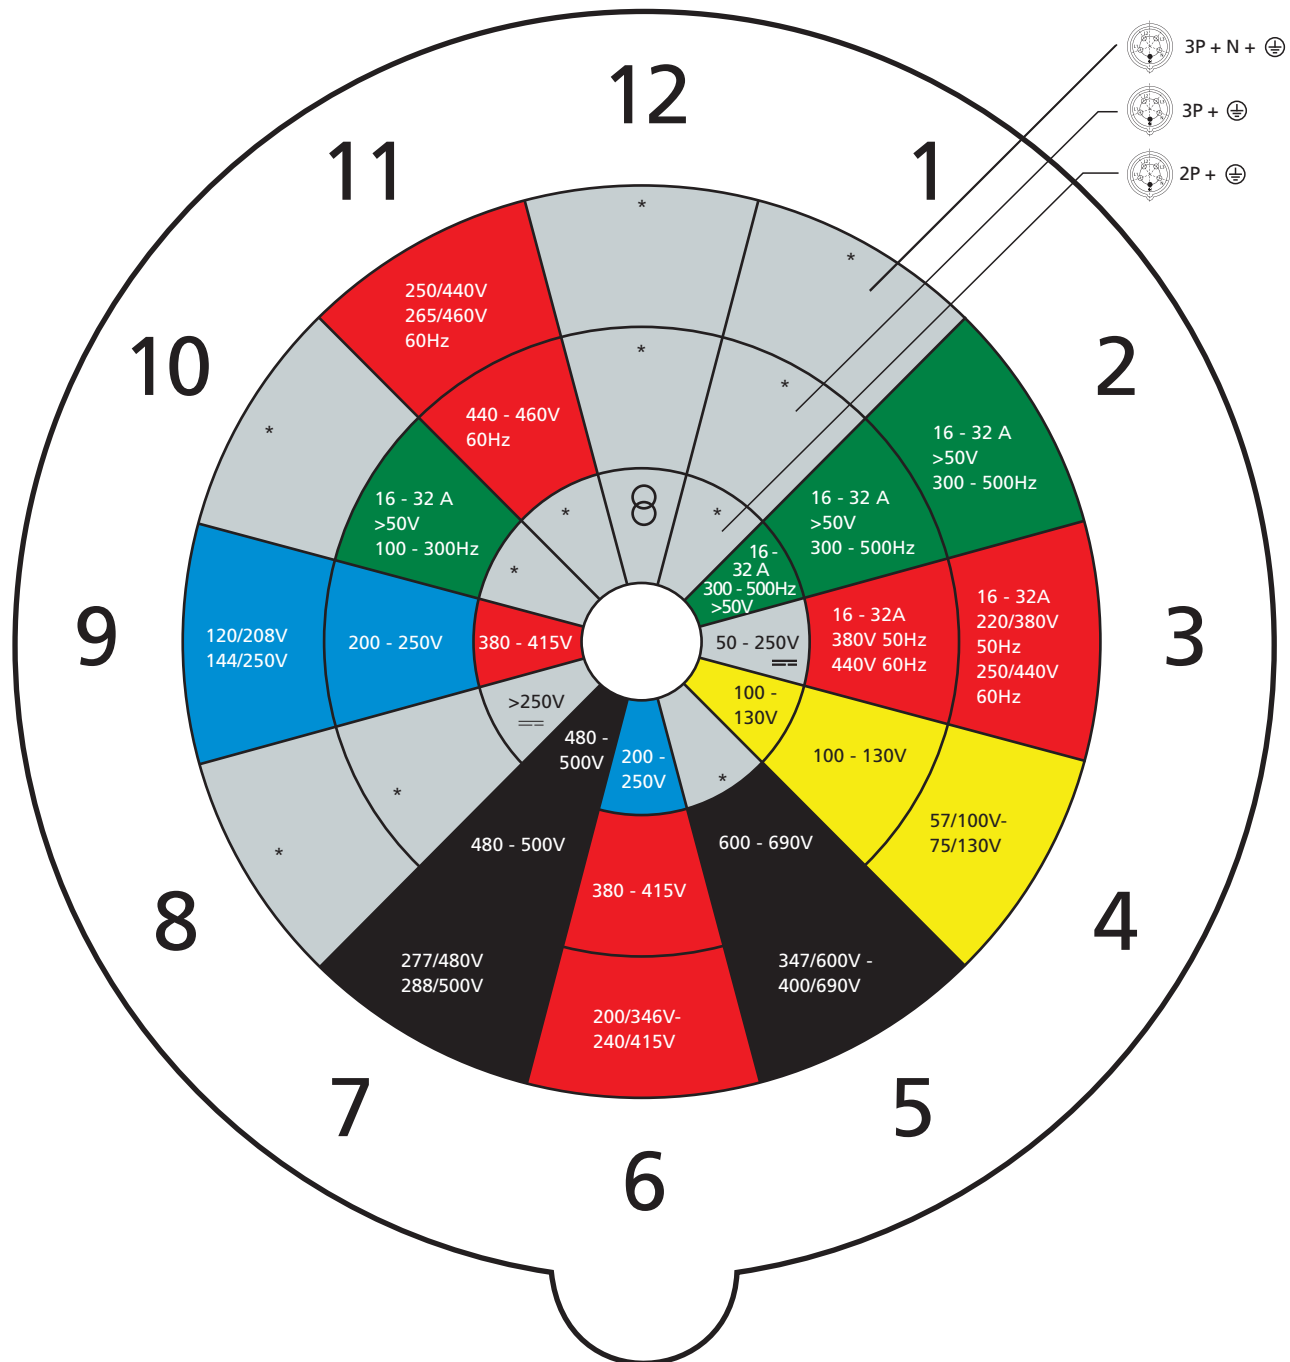 12
1
2
3
4
5
6
7
8
9
10
11
3P + N +
3P +
2P +
*
*
*
*
*
250/440V
265/460V
60Hz
440 - 460V
60Hz
*
*
16 - 32 A
>50V
100 - 300Hz
*
16 - 32 A
>50V
300 - 500Hz
16 - 32 A
>50V
300 - 500Hz
16 -
32 A
300 - 500Hz
>50V
16 - 32A
220/380V
50Hz
250/440V
60Hz
16 - 32A
380V 50Hz
440V 60Hz
50 - 250V
57/100V-
75/130V
100 - 130V
100 -
130V
347/600V -
400/690V
600 - 690V
*
200/346V-
240/415V
380 - 415V
200 -
250V
277/480V
288/500V
480 - 500V
480 -
500V
*
*
>250V
120/208V
144/250V
200 - 250V
380 - 415V